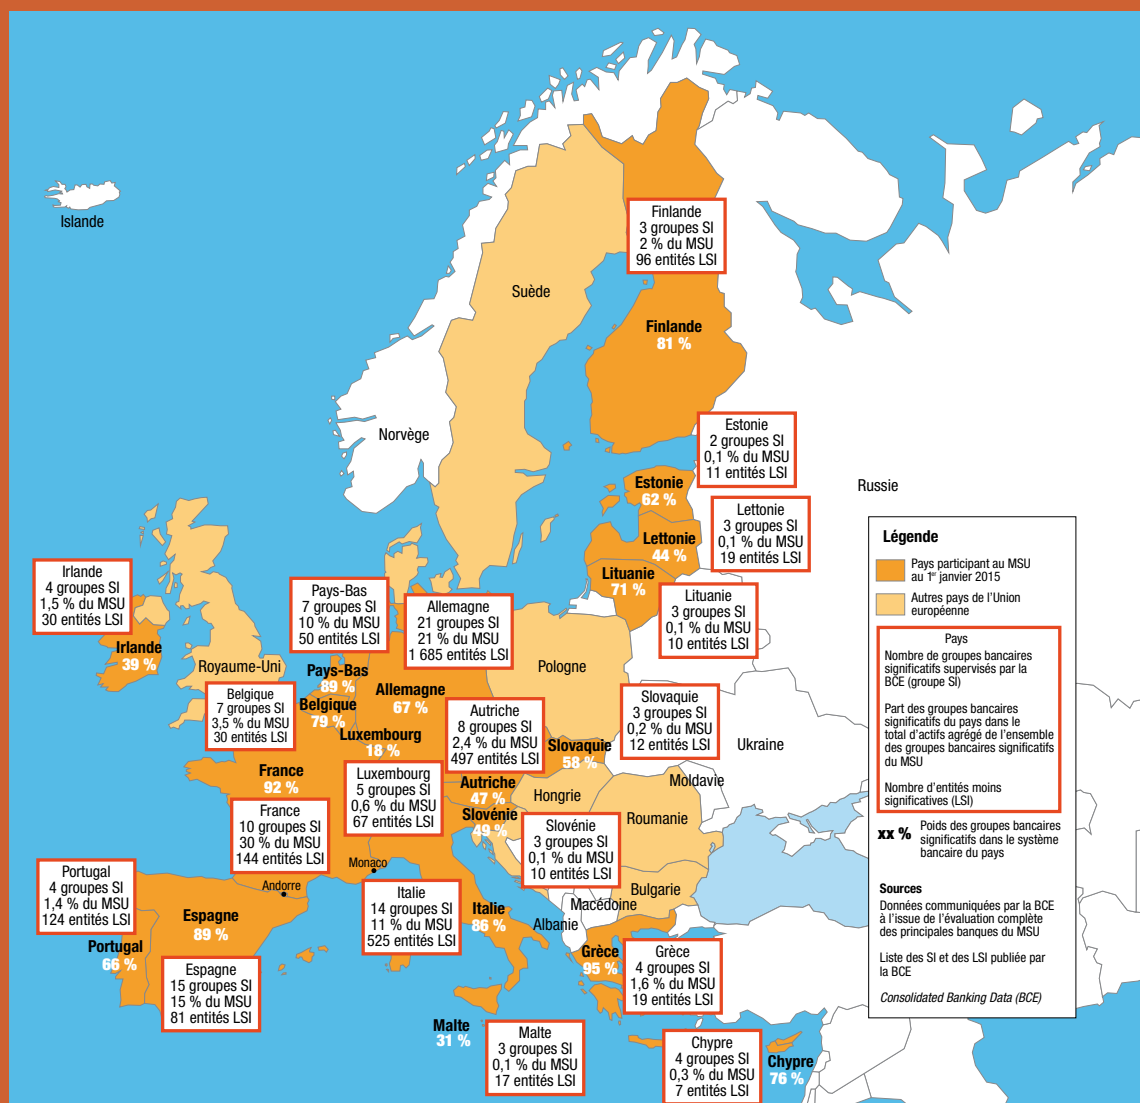 Islande
Finlande
3 groupes SI
2 % du MSU
96 entités LSI
Suède
Finlande
81 %
Norvège
Estonie
2 groupes SI
0,1 % du MSU
11 entités LSI
Estonie
62 %
Russie
Lettonie
3 groupes SI
0,1 % du MSU
19 entités LSI
Lettonie
44 %
Lituanie
71 %
Lituanie
3 groupes SI
0,1 % du MSU
10 entités LSI
Irlande
4 groupes SI
1,5 % du MSU
30 entités LSI
Irlande
39 %
Royaume-Uni
Pays-Bas
7 groupes SI
10 % du MSU
50 entités LSI
Allemagne
21 groupes SI
21 % du MSU
1 685 entités LSI
Pays-Bas
89 %
Pologne
Allemagne
67 %
Belgique
7 groupes SI
3,5 % du MSU
30 entités LSI
Belgique
79 %
Luxembourg
18 %
Autriche
8 groupes SI
2,4 % du MSU
497 entités LSI
Slovaquie
3 groupes SI
0,2 % du MSU
12 entités LSI
Slovaquie
58 %
Ukraine
France
92 %
Luxembourg
5 groupes SI
0,6 % du MSU
67 entités LSI
Autriche
47 %
Moldavie
Hongrie
Slovénie
49 %
Roumanie
France
10 groupes SI
30 % du MSU
144 entités LSI
Slovénie
3 groupes SI
0,1 % du MSU
10 entités LSI
Monaco
Andorre
Portugal
4 groupes SI
1,4 % du MSU
124 entités LSI
Italie
14 groupes SI
11 % du MSU
525 entités LSI
Bulgarie
Macédoine
Albanie
Espagne
89 %
Italie
86 %
Portugal
66 %
Grèce
95 %
Grèce
4 groupes SI
1,6 % du MSU
19 entités LSI
Espagne
15 groupes SI
15 % du MSU
81 entités LSI
Malte
31 %
Malte
3 groupes SI
0,1 % du MSU
17 entités LSI
Chypre
4 groupes SI
0,3 % du MSU
7 entités LSI
Chypre
76 %
Légende
Pays participant au MSU
au 1er janvier 2015
Autres pays de l'Union
européenne
Pays
Nombre de groupes bancaires
significatifs supervisés par la
BCE (groupe SI)
Part des groupes bancaires
significatifs du pays dans le
total d'actifs agrégé de l'ensemble
des groupes bancaires significatifs
du MSU
Nombre d'entités moins
significatives (LSI)
xx % Poids des groupes bancaires
significatifs dans le système
bancaire du pays
Sources
Données communiquées par la BCE
à l'issue de l'évaluation complète
des principales banques du MSU
Liste des SI et des LSI publiée par
la BCE
Consolidated Banking Data (BCE)